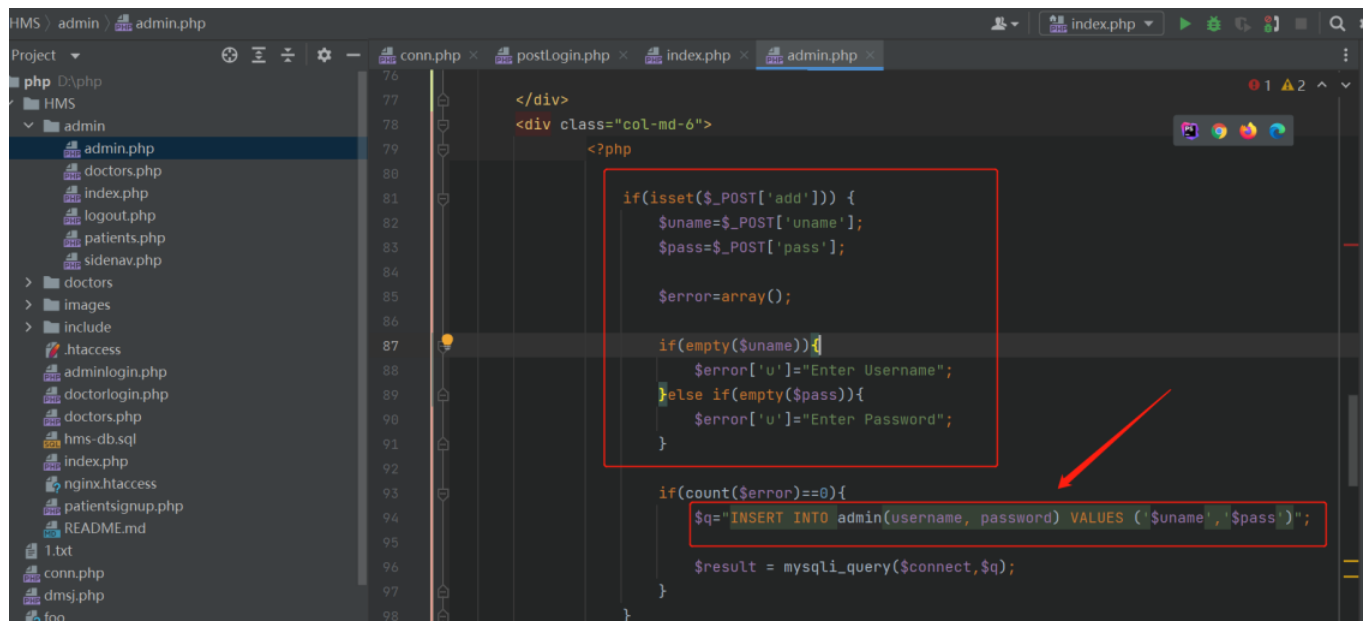 HMS 〉 admin 〉 admin.php
index.php
Project
conn.php × postLogin.php × index.php × admin.php ×
php D:\php
HMS
admin
admin.php
doctors.php
index.php
logout.php
patients.php
sidenav.php
doctors
images
include
.htaccess
adminlogin.php
doctorlogin.php
doctors.php
hms-db.sql
index.php
nginx.htaccess
patientsignup.php
README.md
1.txt
conn.php
dmsj.php
foo
1 2
76
77 </div>
78 <div class="col-md-6">
79 <?php
80
81 if(isset($_POST['add'])) {
82 $uname=$_POST['uname'];
83 $pass=$_POST['pass'];
84
85 $error=array();
86
87 if(empty($uname)){
88 $error['u']="Enter Username";
89 }else if(empty($pass)){
90 $error['u']="Enter Password";
91 }
92
93 if(count($error)==0){
94 $q="INSERT INTO admin(username, password) VALUES ('$uname','$pass')";
95
96 $result = mysqli_query($connect,$q);
97 }
98 }